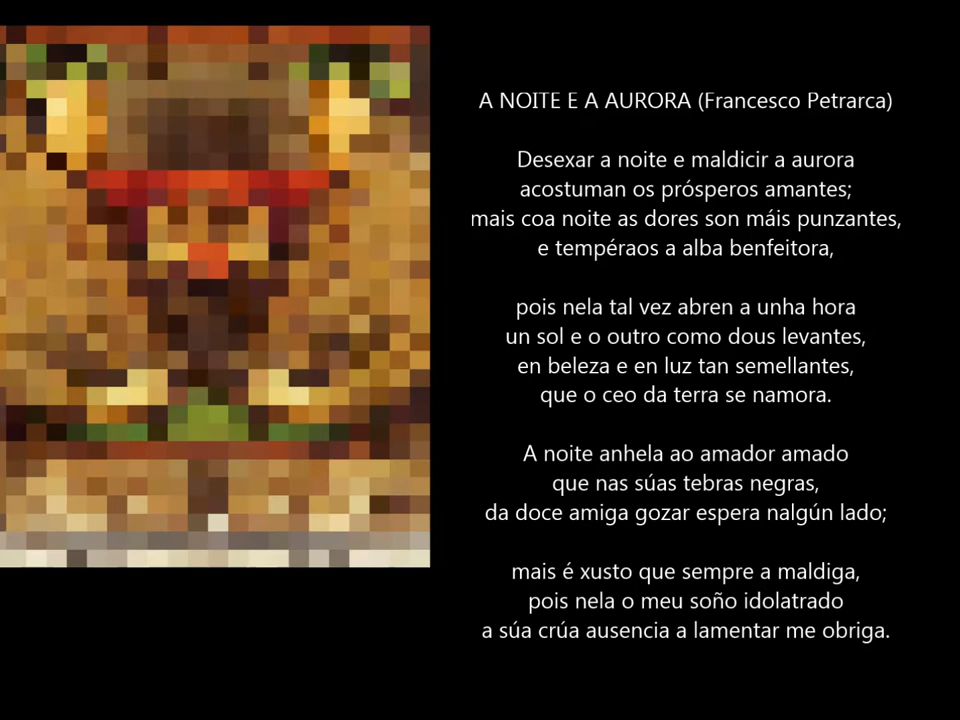 A NOITE E A AURORA (Francesco Petrarca)
Desexar a noite e maldicir a aurora
acostuman os prósperos amantes;
mais coa noite as dores son máis punzantes,
e tempéraos a alba benfeitora,
pois nela tal vez abren a unha hora
un sol e o outro como dous levantes,
en beleza e en luz tan semellantes,
que o ceo da terra se namora.
A noite anhela ao amador amado
que nas súas tebras negras,
da doce amiga gozar espera nalgún lado;
mais é xusto que sempre a maldiga,
pois nela o meu soño idolatrado
a súa crúa ausencia a lamentar me obriga.